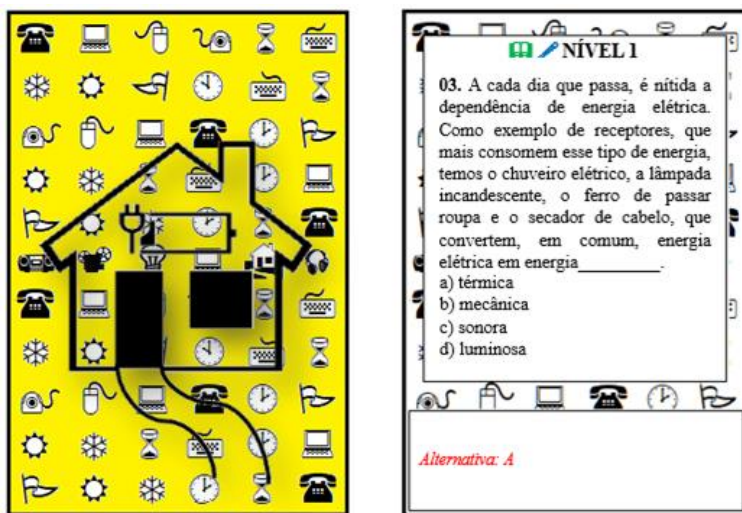 NÍVEL 1
03. A cada dia que passa, é nítida a
dependência de energia elétrica.
Como exemplo de receptores, que
mais consomem esse tipo de energia,
temos o chuveiro elétrico, a lâmpada
incandescente, o ferro de passar
roupa e o secador de cabelo, que
convertem, em comum, energia
elétrica em energia_________.
a) térmica
b) mecânica
c) sonora
d) luminosa
Alternativa: A